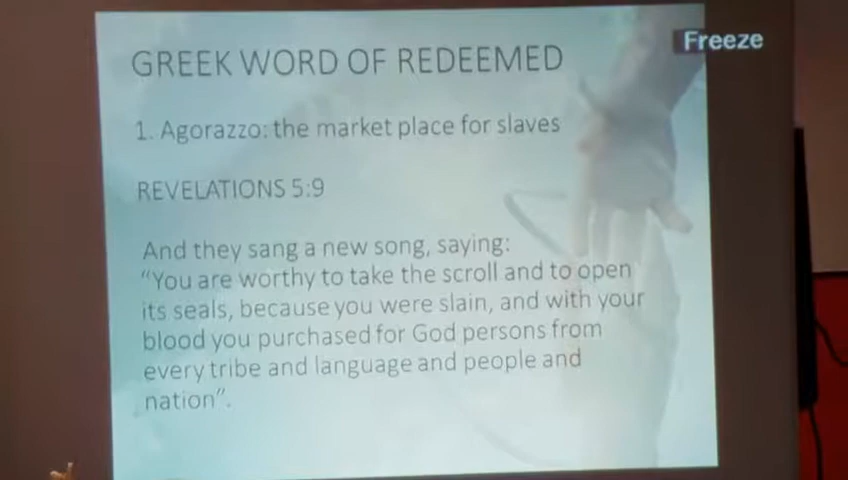 Freeze
GREEK WORD OF REDEEMED
1. Agorazzo: the market place for slaves
REVELATIONS 5:9
And they sang a new song, saying:
“You are worthy to take the scroll and to open
its seals, because you were slain, and with your
blood you purchased for God persons from
every tribe and language and people and
nation”.